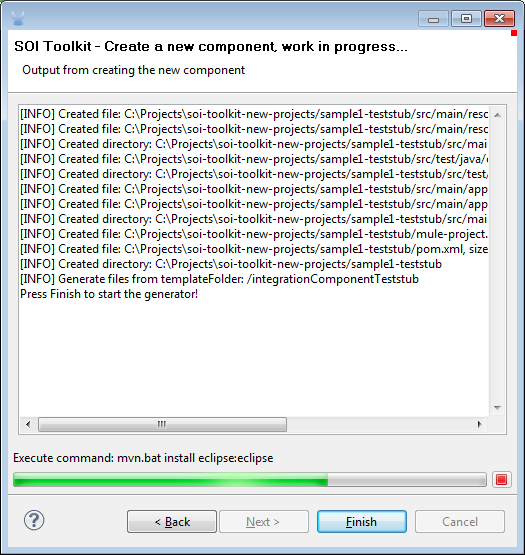 SOI Toolkit - Create a new component, work in progress...
Output from creating the new component
[INFO] Created file: C:\Projects\soi-toolkit-new-projects/sample1-teststub/src/main/resc
[INFO] Created file: C:\Projects\soi-toolkit-new-projects/sample1-teststub/src/main/resc
[INFO] Created directory: C:\Projects\soi-toolkit-new-projects/sample1-teststub/src/mai
[INFO] Created file: C:\Projects\soi-toolkit-new-projects/sample1-teststub/src/test/java/
[INFO] Created directory: C:\Projects\soi-toolkit-new-projects/sample1-teststub/src/test/
[INFO] Created file: C:\Projects\soi-toolkit-new-projects/sample1-teststub/src/main/app
[INFO] Created file: C:\Projects\soi-toolkit-new-projects/sample1-teststub/src/main/app
[INFO] Created directory: C:\Projects\soi-toolkit-new-projects/sample1-teststub/src/mai
[INFO] Created file: C:\Projects\soi-toolkit-new-projects/sample1-teststub/mule-project.
[INFO] Created file: C:\Projects\soi-toolkit-new-projects/sample1-teststub/pom.xml, size
[INFO] Created directory: C:\Projects\soi-toolkit-new-projects/sample1-teststub
[INFO] Generate files from templateFolder: /integrationComponentTeststub
Press Finish to start the generator!
Execute command: mvn.bat install eclipse:eclipse
< Back Next > Finish Cancel